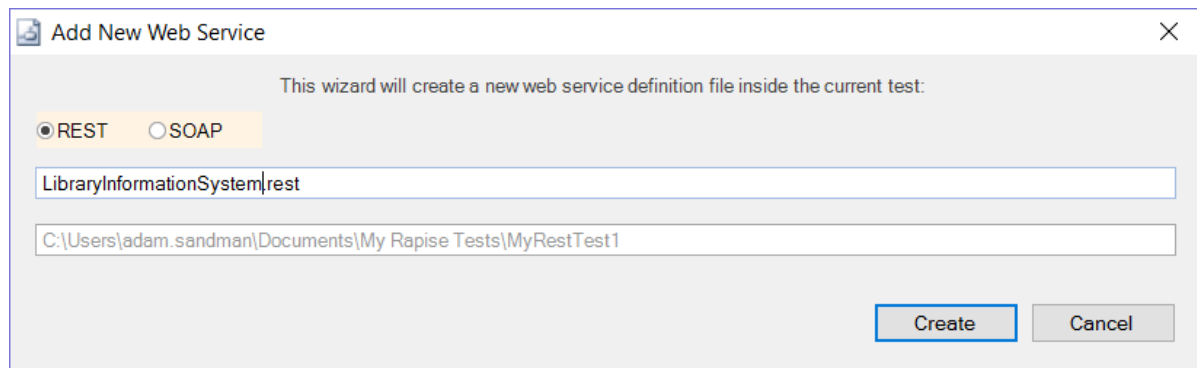 Add New Web Service
This wizard will create a new web service definition file inside the current test:
REST SOAP
LibraryInformationSystem.rest
C:\Users\adam.sandman\Documents\My Rapise Tests\MyRestTest1
Create Cancel